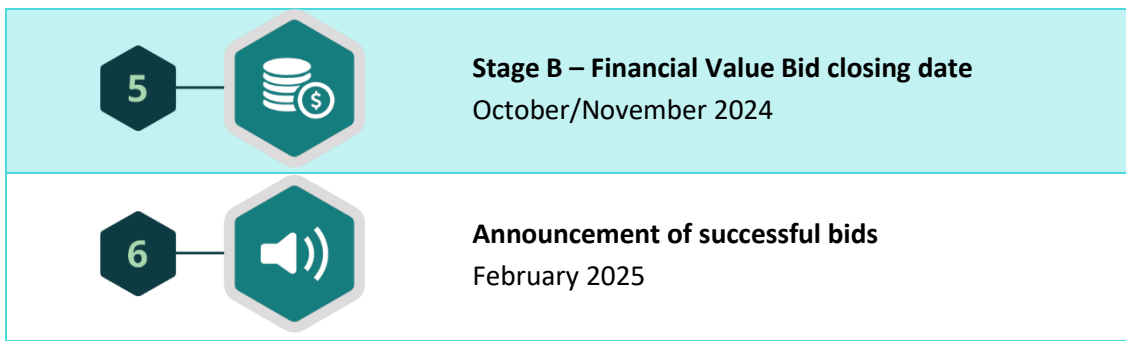 5
$
Stage B – Financial Value Bid closing date
October/November 2024
6
Announcement of successful bids
February 2025